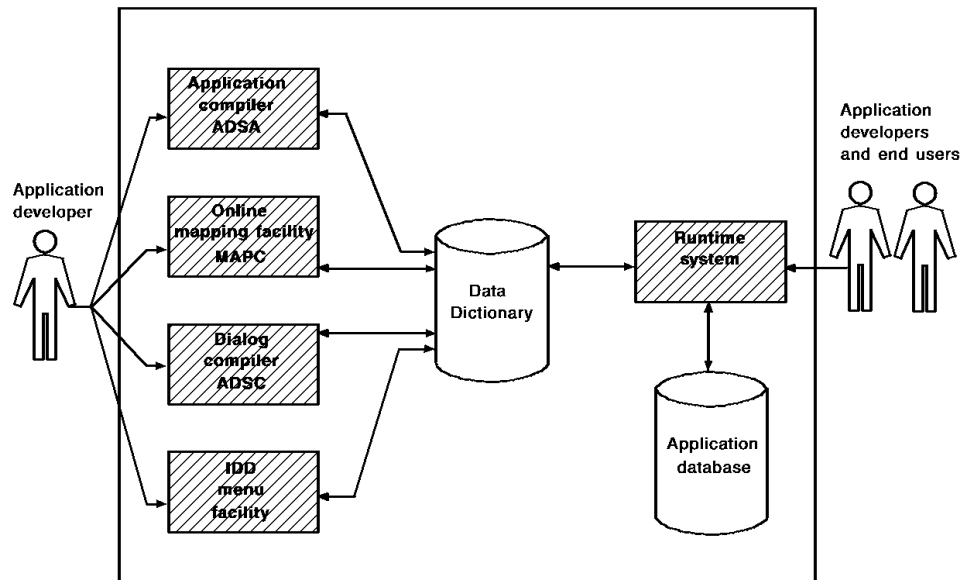 Application
compiler
ADSA
Application
developers
and end users
Application
developer
Online
mapping facility
MAPC
Runtime
system
Data
Dictionary
Dialog
compiler
ADSC
Application
database
IDD
menu
facility